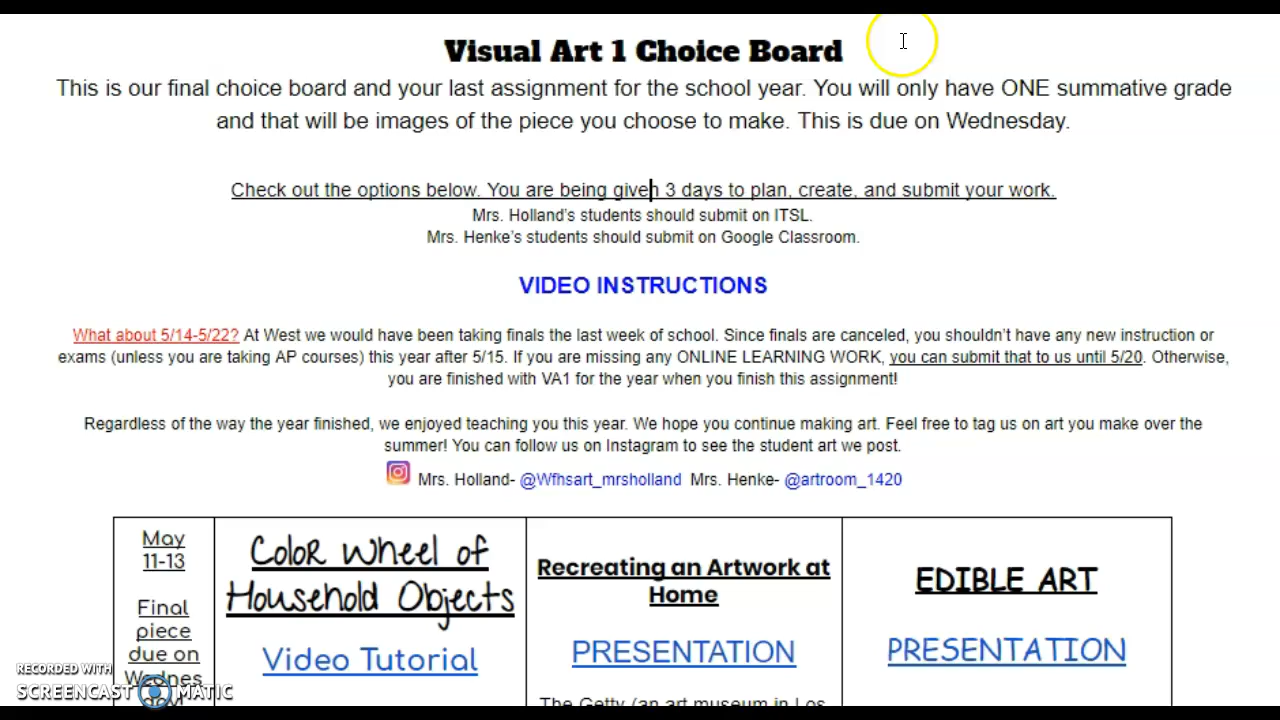 Visual Art 1 Choice Board
This is our final choice board and your last assignment for the school year. You will only have ONE summative grade
and that will be images of the piece you choose to make. This is due on Wednesday.
Check out the options below. You are being given 3 days to plan, create, and submit your work.
Mrs. Holland's students should submit on ITSL.
Mrs. Henke's students should submit on Google Classroom.
VIDEO INSTRUCTIONS
What about 5/14-5/22? At West we would have been taking finals the last week of school. Since finals are canceled, you shouldn't have any new instruction or
exams (unless you are taking AP courses) this year after 5/15. If you are missing any ONLINE LEARNING WORK, you can submit that to us until 5/20. Otherwise,
you are finished with VA1 for the year when you finish this assignment!
Regardless of the way the year finished, we enjoyed teaching you this year. We hope you continue making art. Feel free to tag us on art you make over the
summer! You can follow us on Instagram to see the student art we post.
Mrs. Holland- @Wfhsart_mrsholland Mrs. Henke- @artroom_1420
May
11-13
Final
piece
due on
Wednes
day!
Color Wheel of
Household Objects
Video Tutorial
Recreating an Artwork at
Home
PRESENTATION
The Getty (an art museum in Los
EDIBLE ART
PRESENTATION
RECORDED WITH
SCREENCAST MATIC